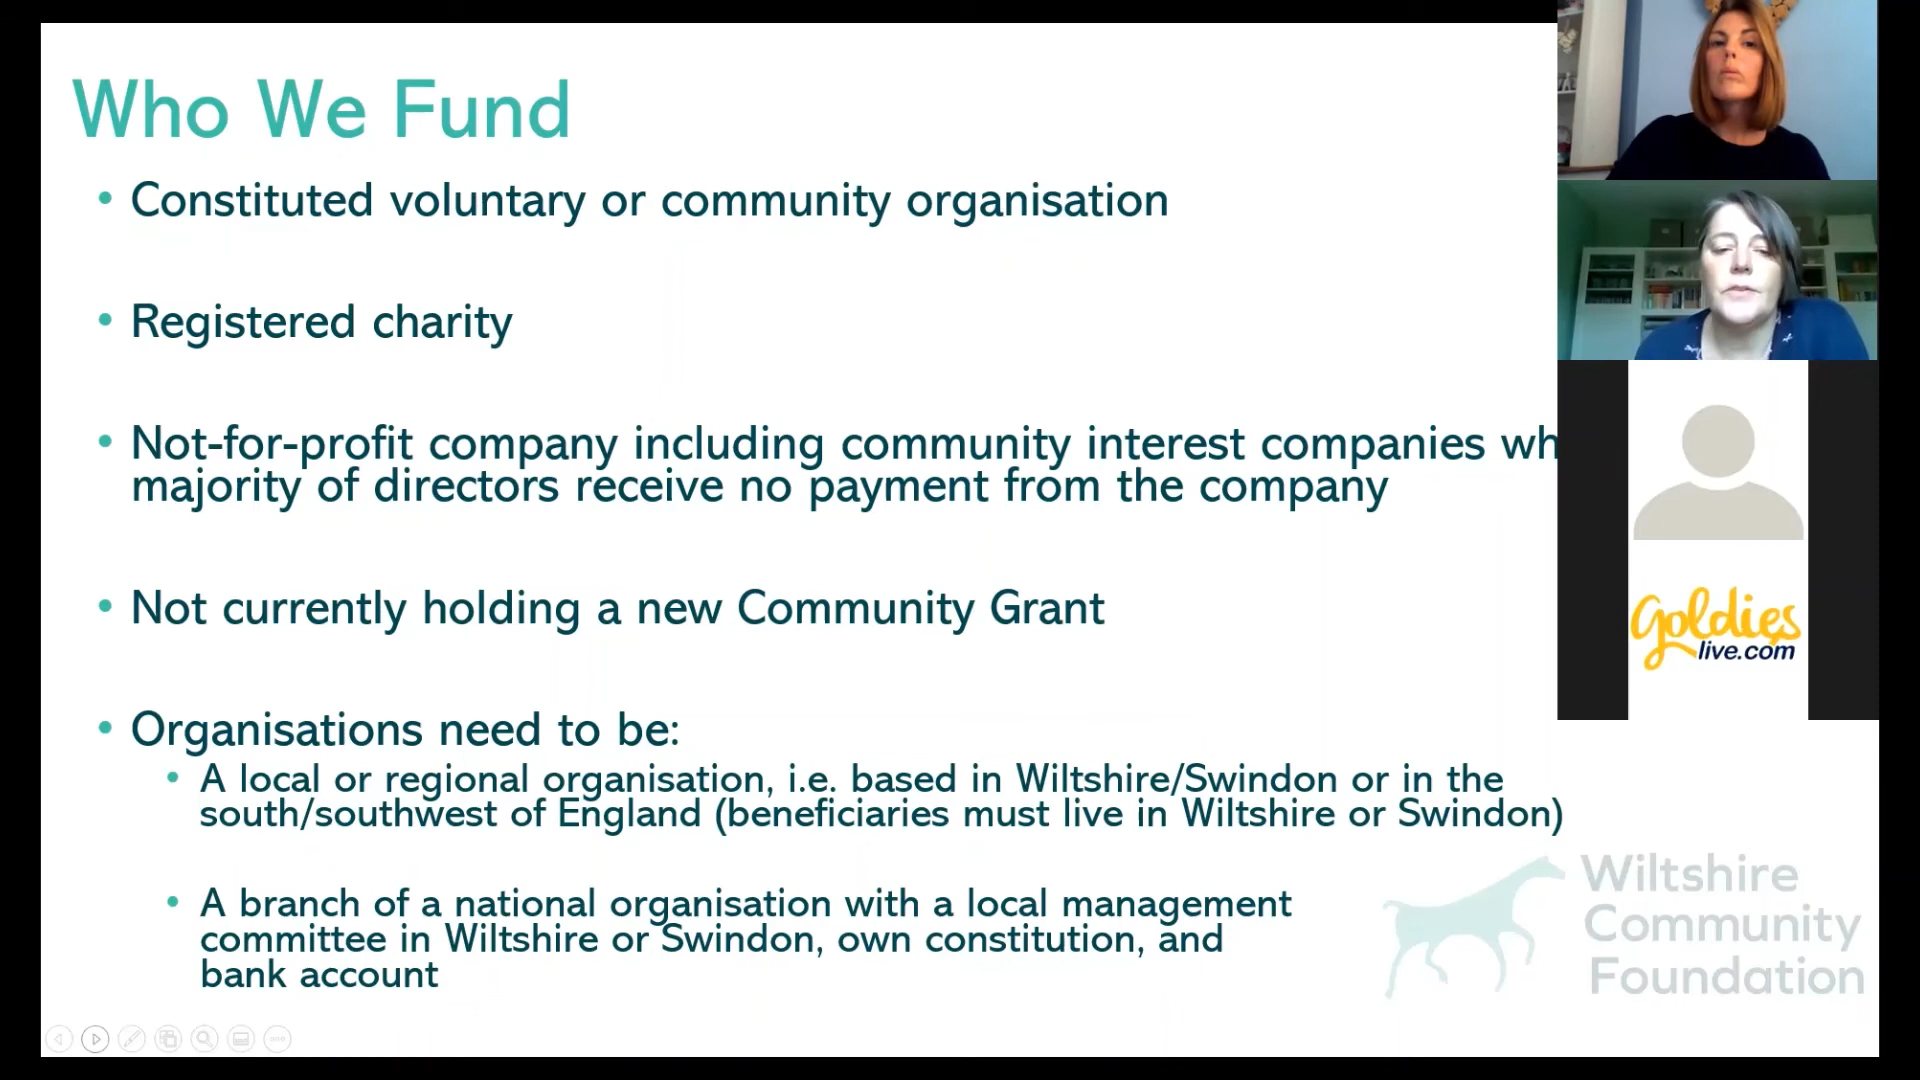 Who We Fund
• Constituted voluntary or community organisation
• Registered charity
• Not-for-profit company including community interest companies
majority of directors receive no payment from the company
• Not currently holding a new Community Grant
• Organisations need to be:
• A local or regional organisation, i.e. based in Wiltshire/Swindon or in the
south/southwest of England (beneficiaries must live in Wiltshire or Swindon)
• A branch of a national organisation with a local management
committee in Wiltshire or Swindon, own constitution, and
bank account
Wiltshire
Community
Foundation
Goldies
live.com